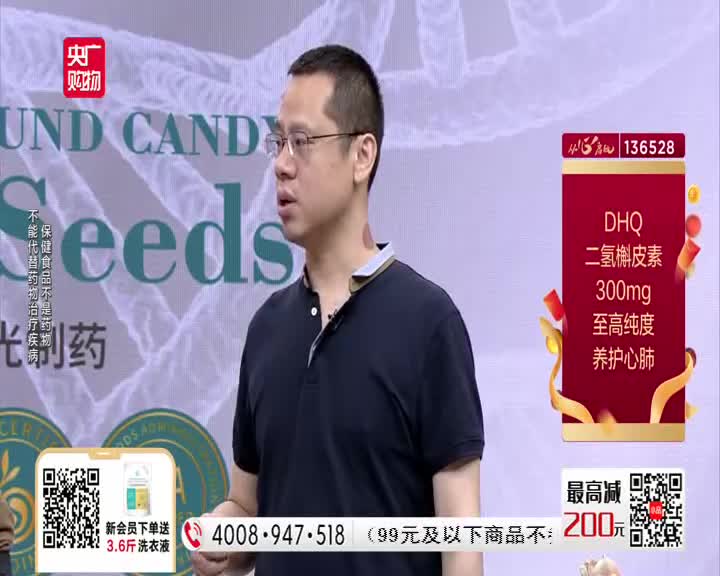 央广
购物
UND CANDY
Seeds
光制药
保健食品不是药物
不能代替药物治疗疾病
136528
DHQ
二氢槲皮素
300mg
至高纯度
养护心肺
新会员下单送
3.6斤洗衣液
4008·947·518
(99元及以下商品不
最高减
200元